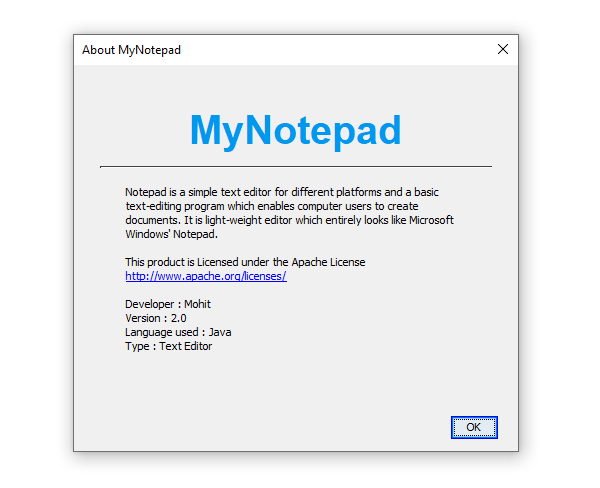 About MyNotepad
MyNotepad
Notepad is a simple text editor for different platforms and a basic
text-editing program which enables computer users to create
documents. It is light-weight editor which entirely looks like Microsoft
Windows' Notepad.
This product is Licensed under the Apache License
http://www.apache.org/licenses/
Developer : Mohit
Version : 2.0
Language used : Java
Type : Text Editor
OK